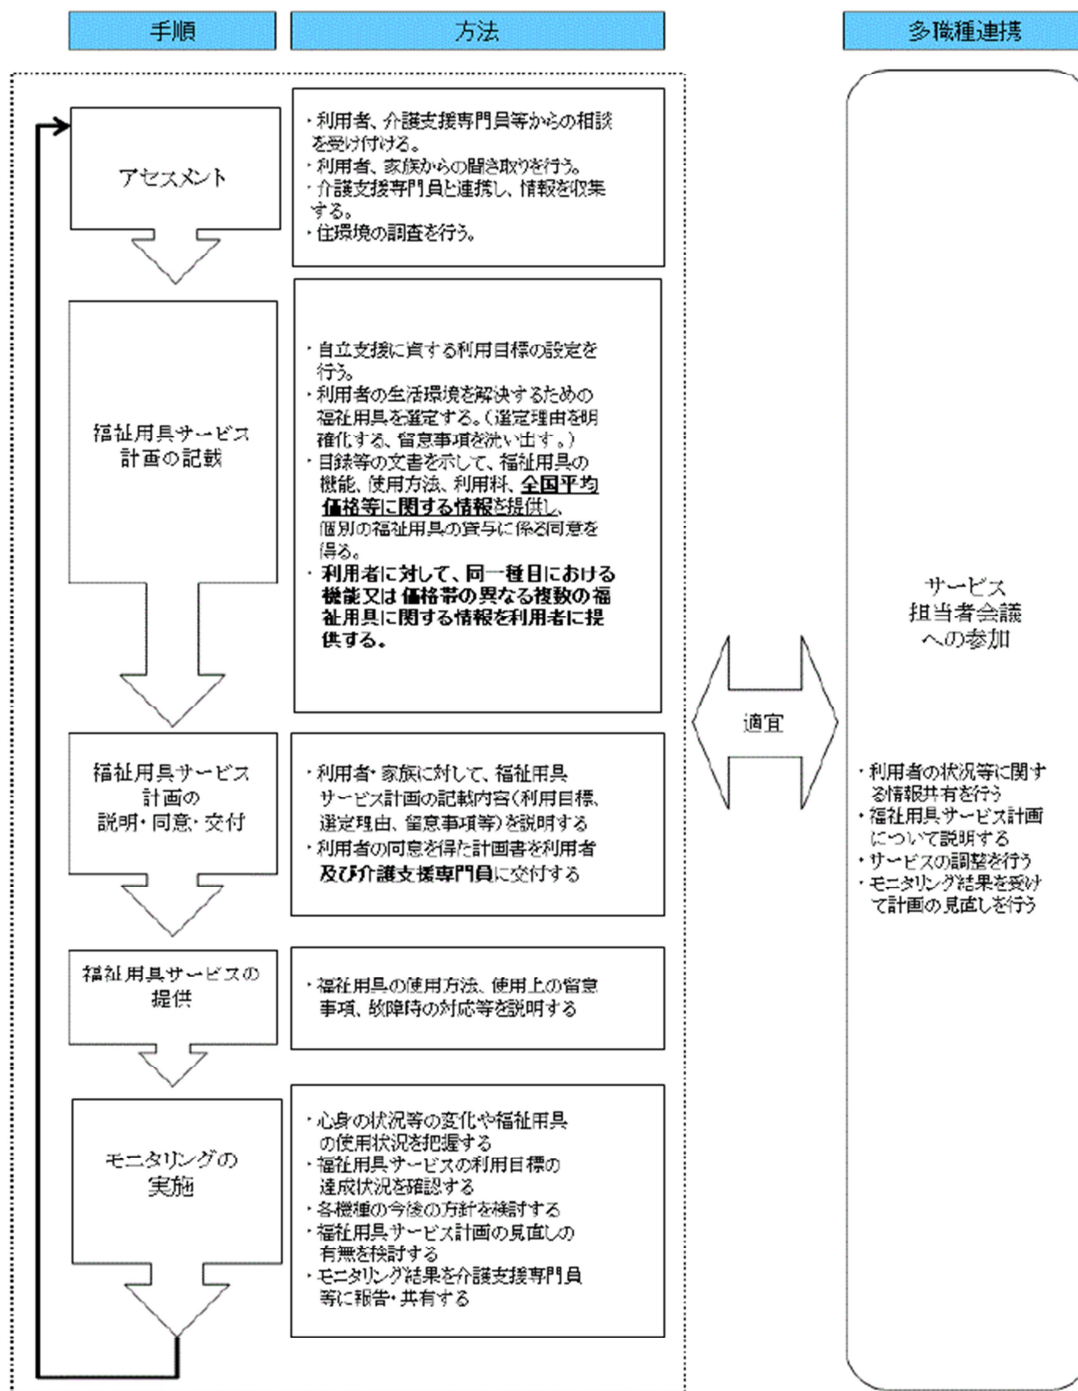 手順
方法
多職種連携
アセスメント
・利用者、介護支援専門員等からの相談
を受け付ける。
・利用者、家族からの聞き取りを行う。
・介護支援専門員と連携し、情報を収集
する。
・住環境の調査を行う。
福祉用具サービス
計画の記載
・自立支援に資する利用目標の設定を
行う。
・利用者の生活環境を解決するための
福祉用具を選定する。（選定理由を明
確化する、留意事項を洗い出す。）
・目録等の文書を示して、福祉用具の
機能、使用方法、利用料、全国平均
価格等に関する情報を提供し、
個別の福祉用具の貸与に係る同意を
得る。
・利用者に対して、同一種目における
機能又は価格帯の異なる複数の福
祉用具に関する情報を利用者に提
供する。
福祉用具サービス
計画の
説明・同意・交付
・利用者・家族に対して、福祉用具
サービス計画の記載内容（利用目標、
選定理由、留意事項等）を説明する
・利用者の同意を得た計画書を利用者
及び介護支援専門員に交付する
福祉用具サービスの
提供
・福祉用具の使用方法、使用上の留意
事項、故障時の対応等を説明する
モニタリングの
実施
・心身の状況等の変化や福祉用具
の使用状況を把握する
・福祉用具サービスの利用目標の
達成状況を確認する
・各機種の今後の方針を検討する
・福祉用具サービス計画の見直しの
有無を検討する
・モニタリング結果を介護支援専門員
等に報告・共有する
適宜
サービス
担当者会議
への参加
・利用者の状況等に関す
る情報共有を行う
・福祉用具サービス計画
について説明する
・サービスの調整を行う
・モニタリング結果を受け
て計画の見直しを行う